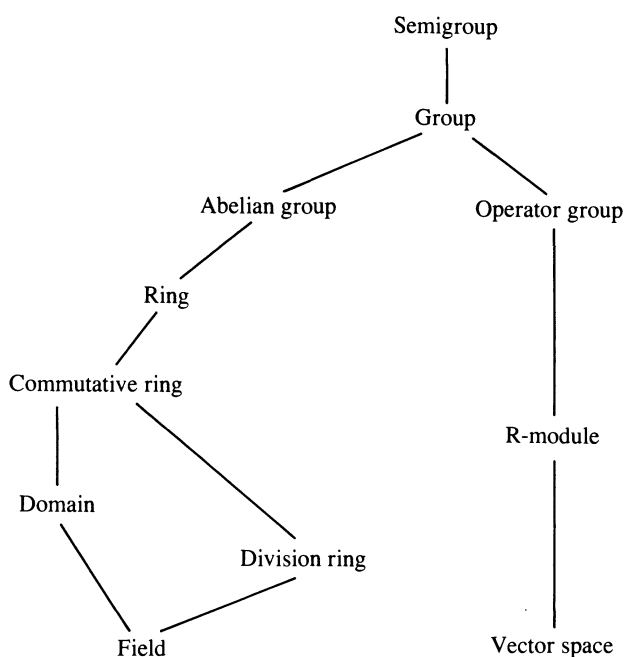 Semigroup
Group
Abelian group
Operator group
Ring
Commutative ring
R-module
Domain
Division ring
Field
Vector space